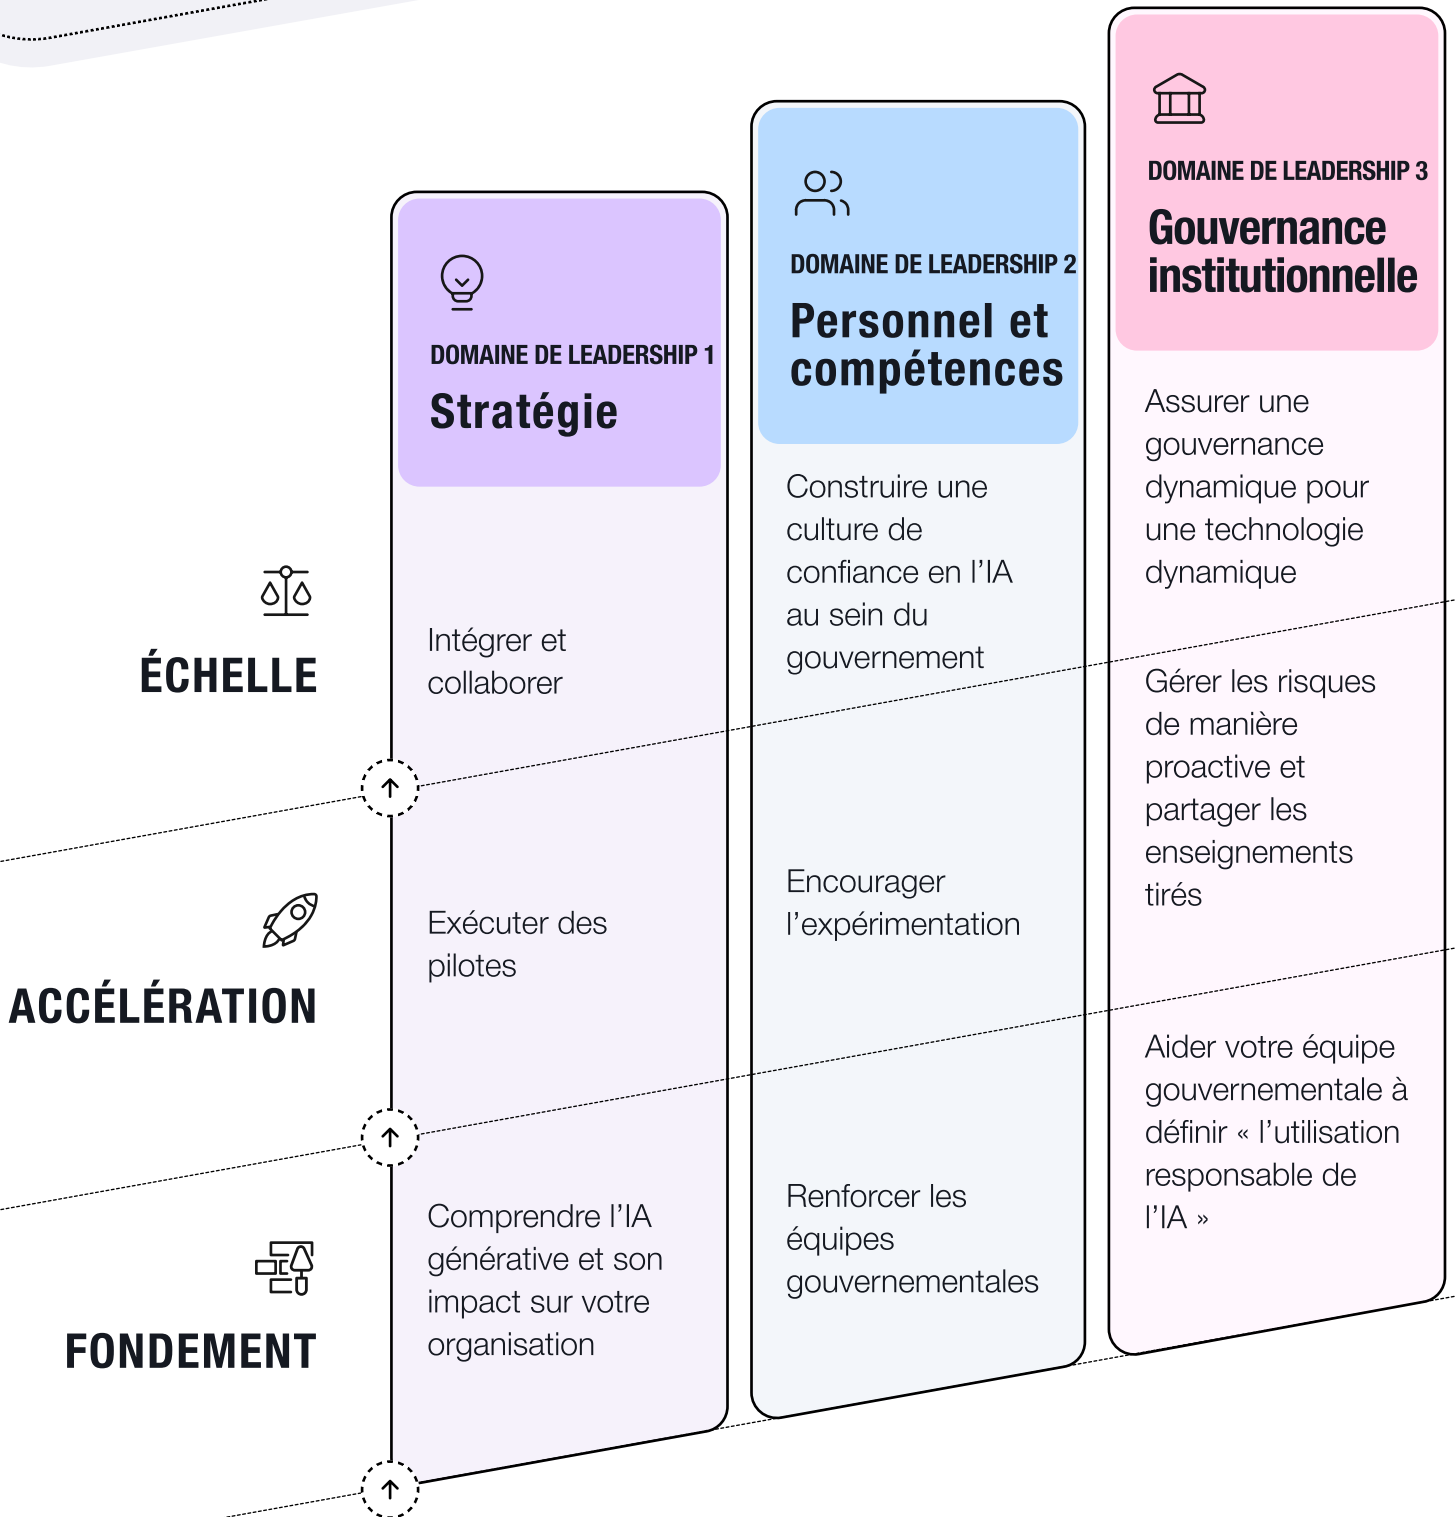 DOMAINE DE LEADERSHIP 1
Stratégie
DOMAINE DE LEADERSHIP 2
Personnel et
compétences
DOMAINE DE LEADERSHIP 3
Gouvernance
institutionnelle
ÉCHELLE
Intégrer et
collaborer
Construire une
culture de
confiance en l’IA
au sein du
gouvernement
Assurer une
gouvernance
dynamique pour
une technologie
dynamique
ACCÉLÉRATION
Exécuter des
pilotes
Encourager
l’expérimentation
Gérer les risques
de manière
proactive et
partager les
enseignements
tirés
FONDEMENT
Comprendre l’IA
générative et son
impact sur votre
organisation
Renforcer les
équipes
gouvernementales
Aider votre équipe
gouvernementale à
définir « l’utilisation
responsable de
l’IA »